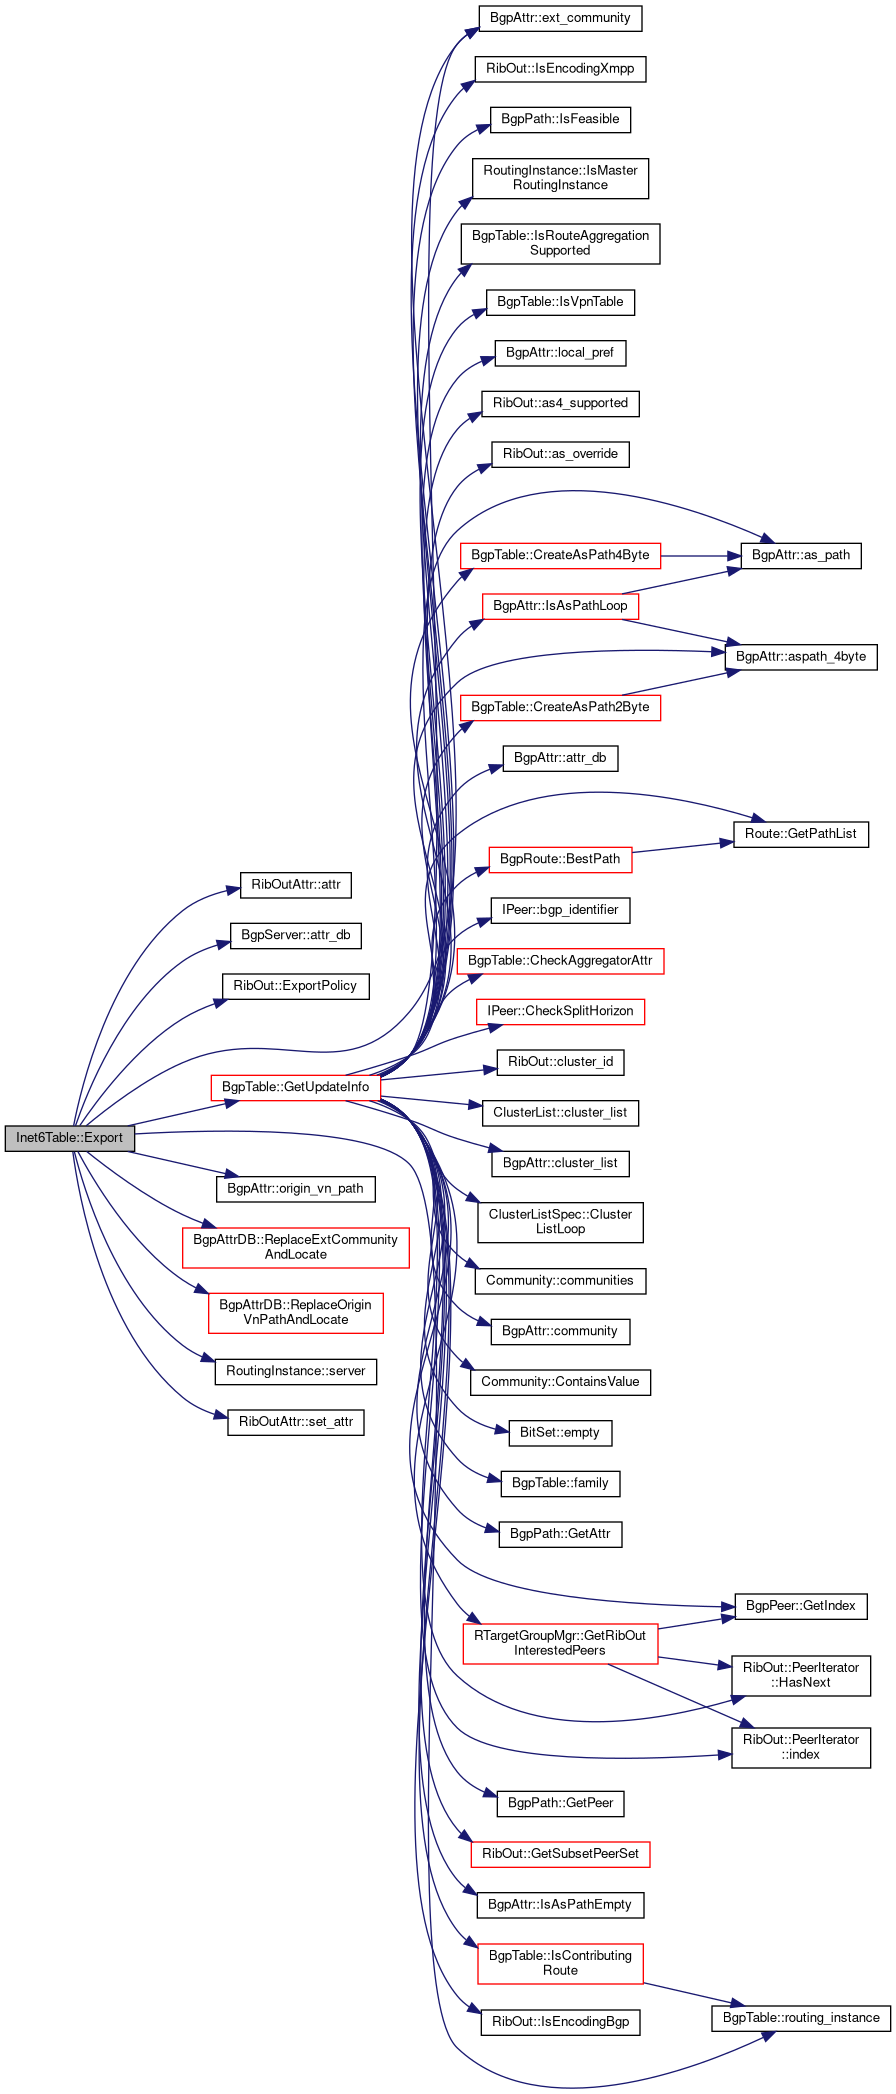 BgpAttr::ext_community
RibOut::IsEncodingXmpp
BgpPath::IsFeasible
RoutingInstance::IsMaster
RoutingInstance
BgpTable::IsRouteAggregation
Supported
BgpTable::IsVpnTable
BgpAttr::local_pref
RibOut::as4_supported
RibOut::as_override
BgpTable::CreateAsPath4Byte
BgpAttr::as_path
BgpAttr::IsAsPathLoop
BgpAttr::aspath_4byte
BgpTable::CreateAsPath2Byte
BgpAttr::attr_db
Route::GetPathList
BgpRoute::BestPath
RibOutAttr::attr
IPeer::bgp_identifier
BgpServer::attr_db
BgpTable::CheckAggregatorAttr
RibOut::ExportPolicy
IPeer::CheckSplitHorizon
RibOut::cluster_id
BgpTable::GetUpdateInfo
ClusterList::cluster_list
Inet6Table::Export
BgpAttr::cluster_list
BgpAttr::origin_vn_path
ClusterListSpec::Cluster
ListLoop
BgpAttrDB::ReplaceExtCommunity
AndLocate
Community::communities
BgpAttrDB::ReplaceOrigin
VnPathAndLocate
BgpAttr::community
RoutingInstance::server
Community::ContainsValue
RibOutAttr::set_attr
BitSet::empty
BgpTable::family
BgpPath::GetAttr
BgpPeer::GetIndex
RTargetGroupMgr::GetRibOut
InterestedPeers
RibOut::PeerIterator
::HasNext
RibOut::PeerIterator
::index
BgpPath::GetPeer
RibOut::GetSubsetPeerSet
BgpAttr::IsAsPathEmpty
BgpTable::IsContributing
Route
BgpTable::routing_instance
RibOut::IsEncodingBgp